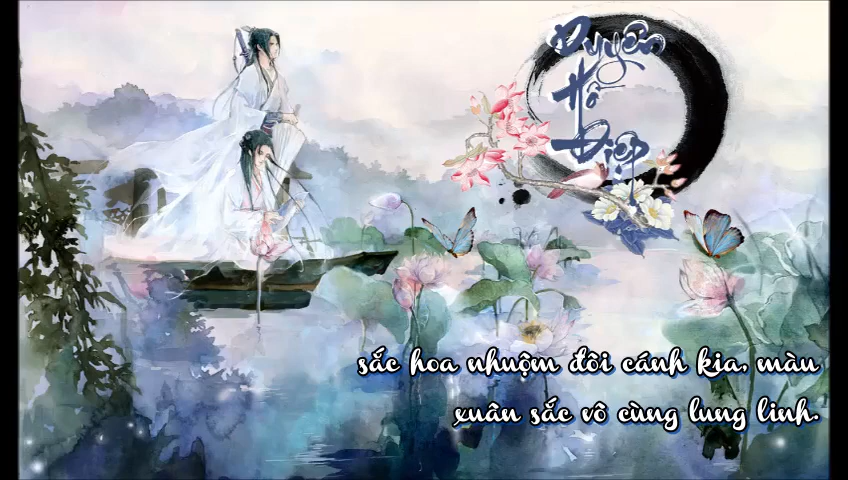 Duyên
Hồ
Điệp
sắc hoa nhuộm đôi cánh kia, màu
xuân sắc vô cùng lung linh.